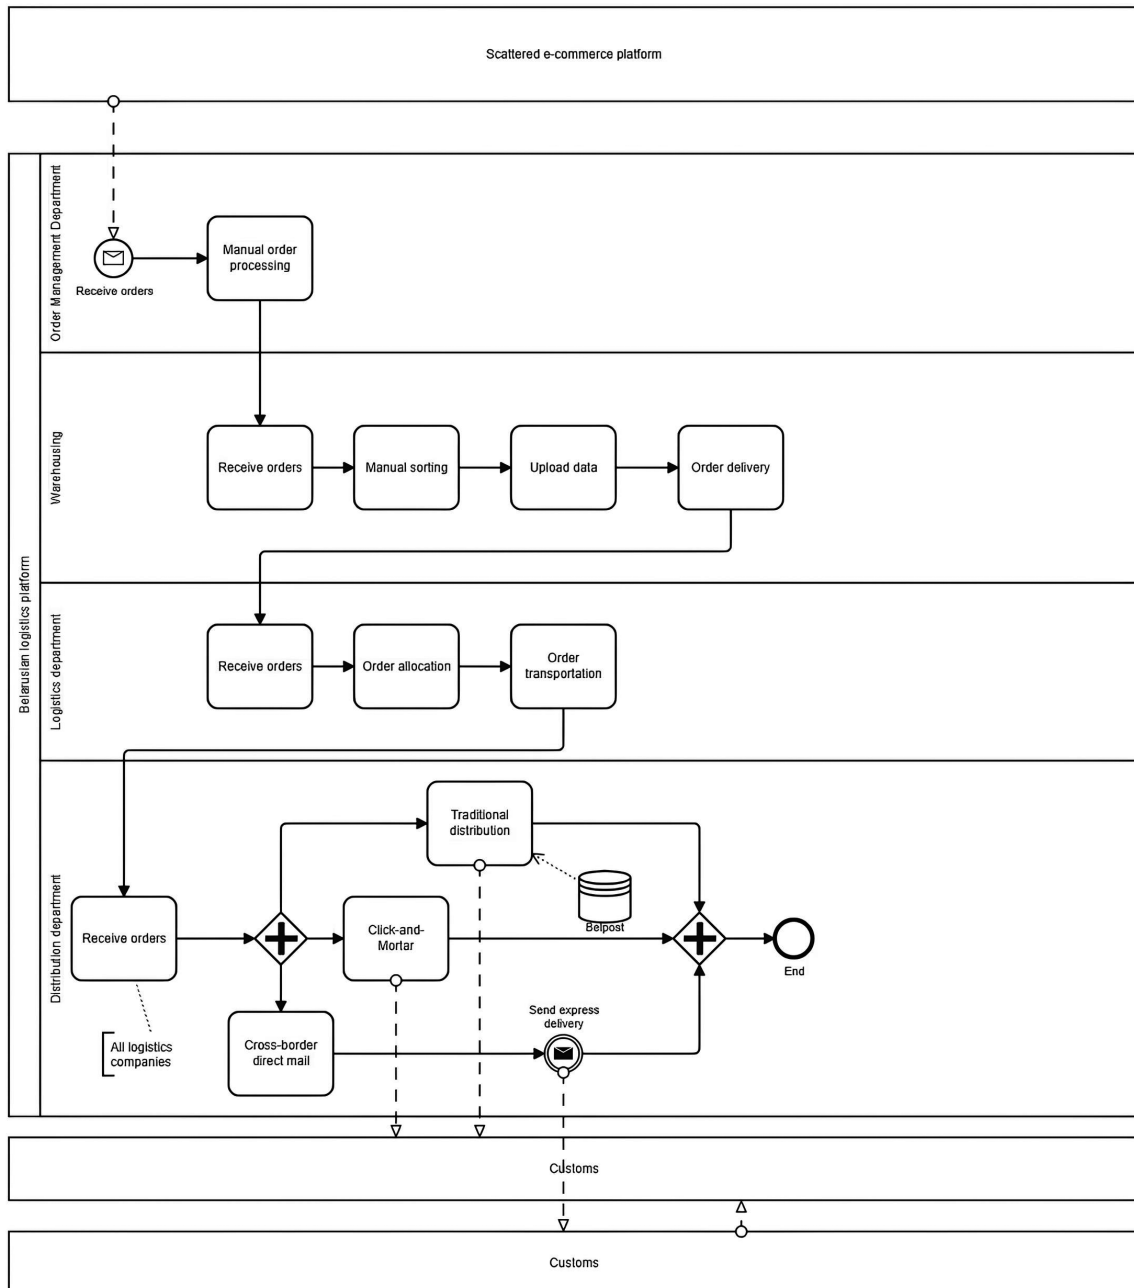 Scattered e-commerce platform
Belarusian logistics platform
Order Management Department
Receive orders
Manual order
processing
Warehousing
Receive orders
Manual sorting
Upload data
Order delivery
Logistics department
Receive orders
Order allocation
Order
transportation
Distribution department
Receive orders
All logistics
companies
Traditional
distribution
Belpost
Click-and-
Mortar
Cross-border
direct mail
Send express
delivery
End
Customs
Customs